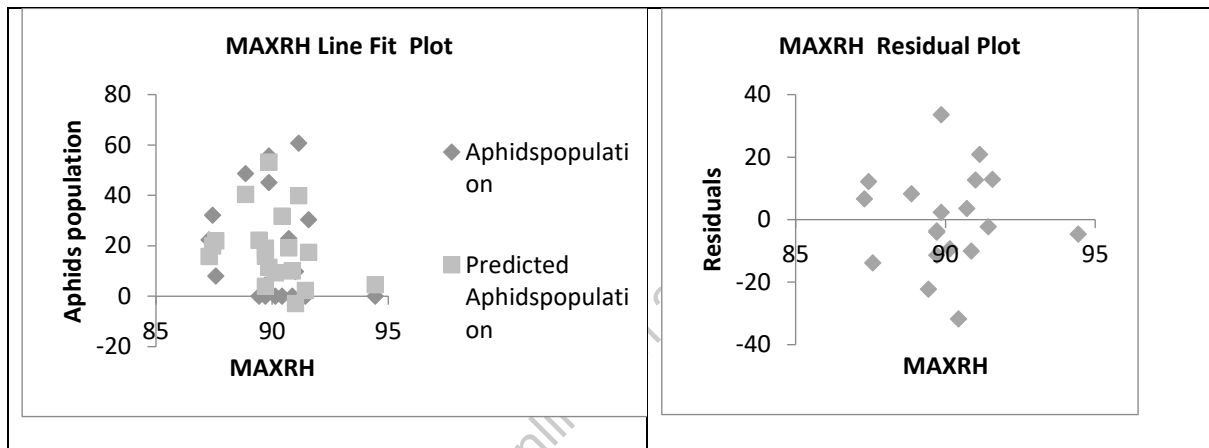 MAXRH Line Fit Plot
80
60
40
20
0
-20
85
90
95
Aphids population
MAXRH
Aphidspopulati
on
Predicted
Aphidspopulati
on
MAXRH Residual Plot
40
20
0
-20
-40
85
90
95
Residuals
MAXRH